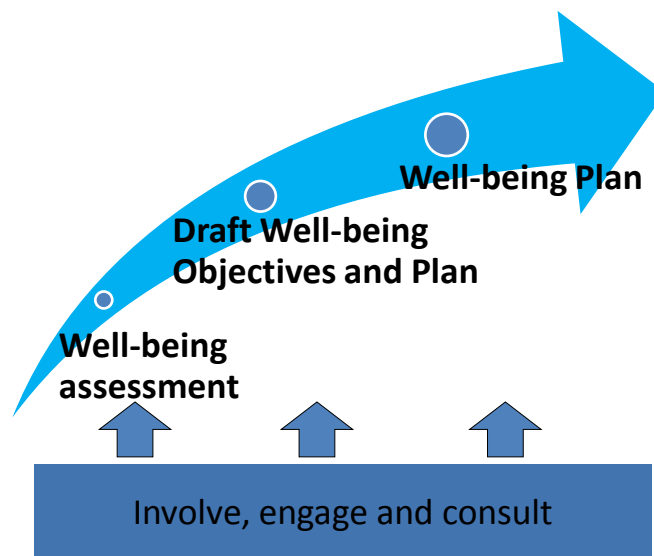 Well-being Plan
Draft Well-being
Objectives and Plan
Well-being
assessment
Involve, engage and consult